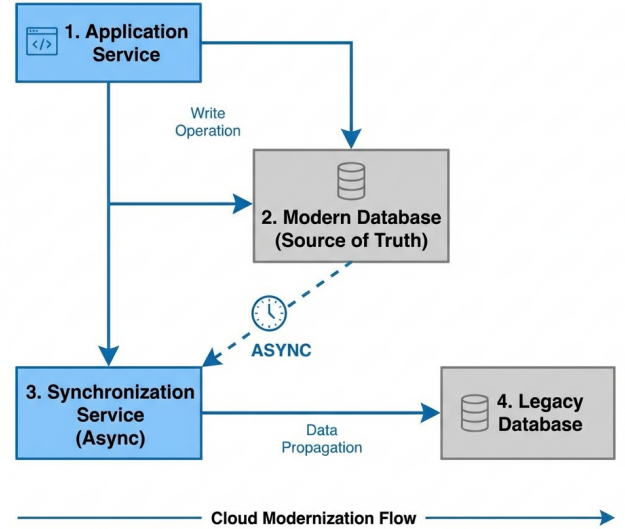 </>
1. Application
Service
Write
Operation
2. Modern Database
(Source of Truth)
ASYNC
3. Synchronization
Service
(Async)
Data
Propagation
4. Legacy
Database
Cloud Modernization Flow